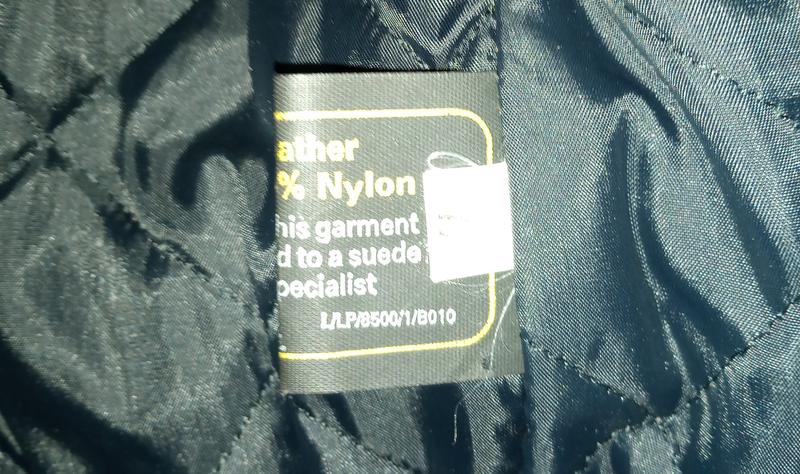 ather
% Nylon
his garment
d to a suede
pecialist
L/LP/8500/1/B010